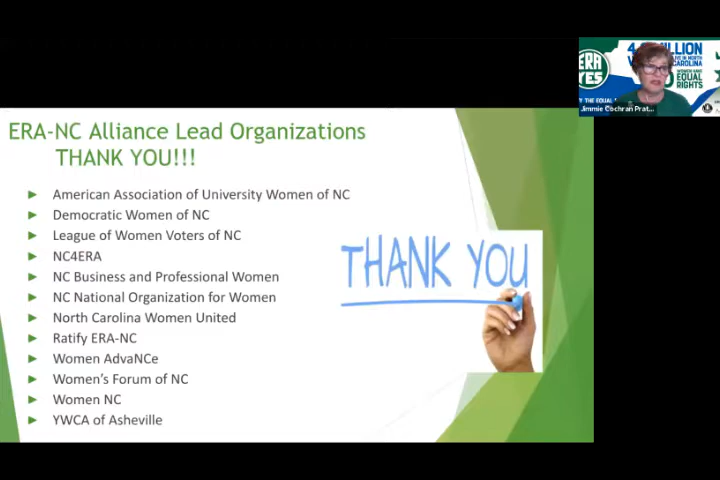 ERA-NC Alliance Lead Organizations
THANK YOU!!!
American Association of University Women of NC
Democratic Women of NC
League of Women Voters of NC
NC4ERA
NC Business and Professional Women
NC National Organization for Women
North Carolina Women United
Ratify ERA-NC
Women AdvaNCe
Women's Forum of NC
Women NC
YWCA of Asheville
THANK YOU
ERA
YES
EQUAL
RIGHTS
Jimmie Cochran Prat...